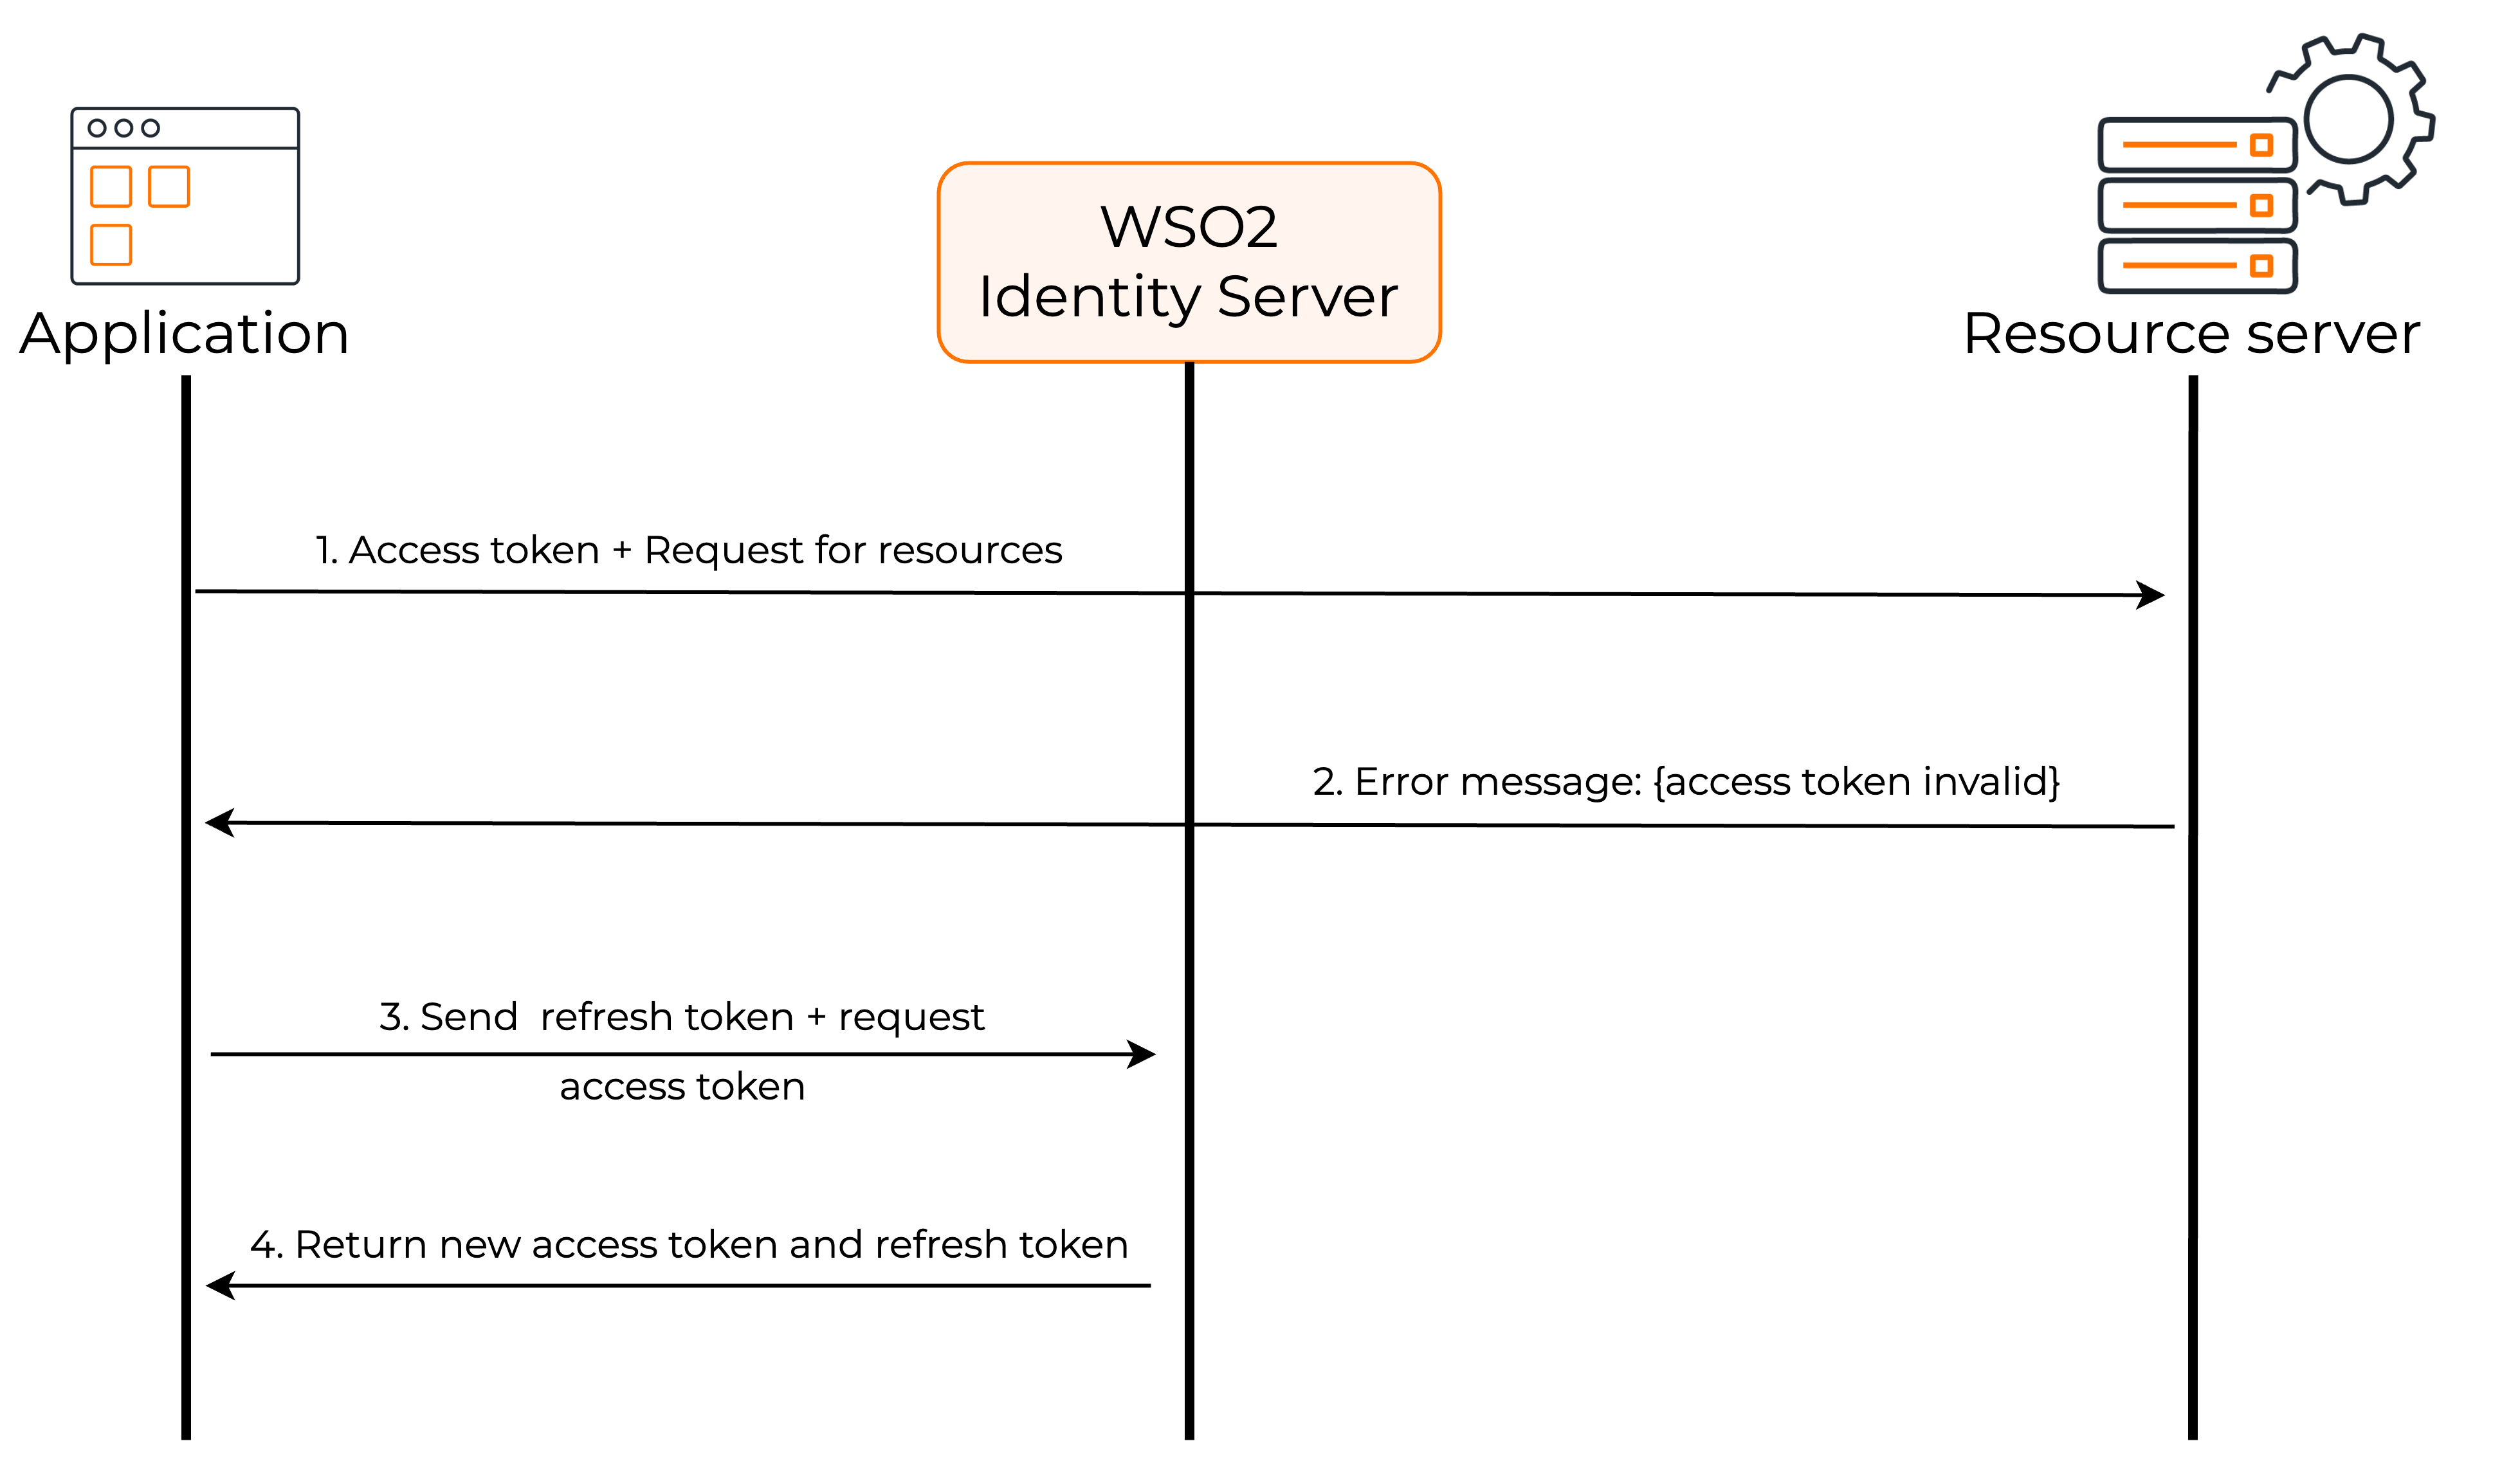 Application
WSO2
Identity Server
Resource server
1. Access token + Request for resources
2. Error message: {access token invalid}
3. Send  refresh token + request
access token
4. Return new access token and refresh token